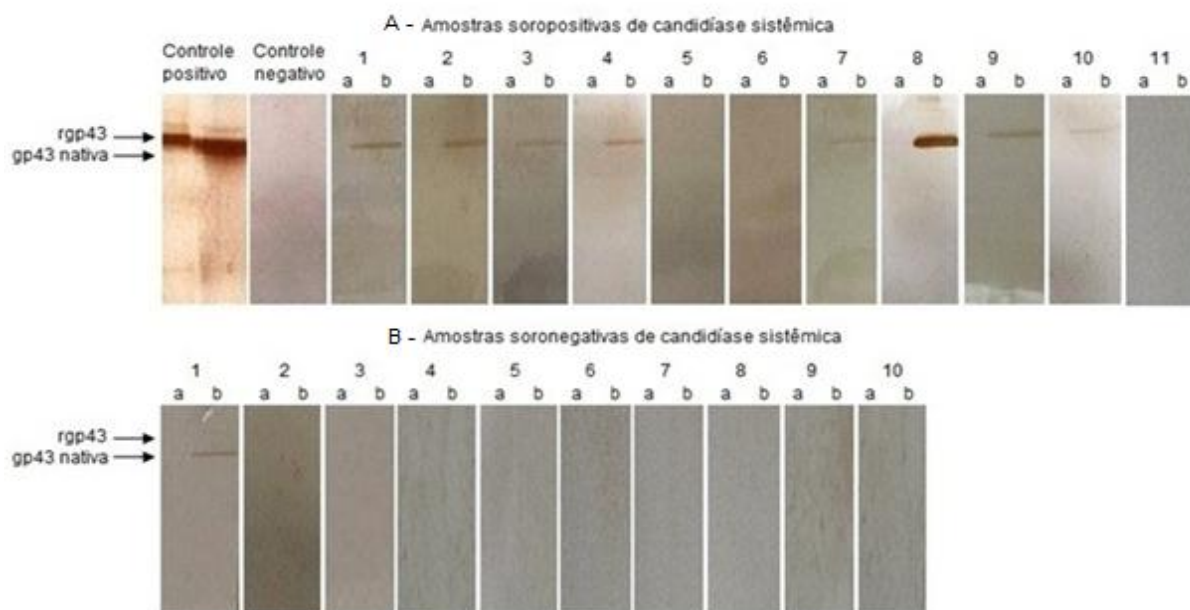 A - Amostras soropositivas de candidíase sistêmica
Controle positivo
Controle negativo
1 2 3 4 5 6 7 8 9 10 11
a b a b a b a b a b a b a b a b a b a b a b
rgp43
gp43 nativa
B - Amostras soronegativas de candidíase sistêmica
1 2 3 4 5 6 7 8 9 10
a b a b a b a b a b a b a b a b a b a b
rgp43
gp43 nativa